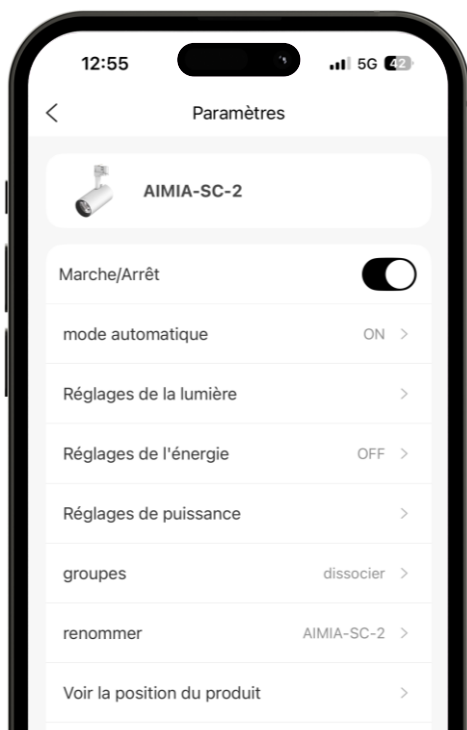 12:55
5G 42
Paramètres
AIMIA-SC-2
Marche/Arrêt
mode automatique ON
Réglages de la lumière
Réglages de l'énergie OFF
Réglages de puissance
groupes dissocier
renommer AIMIA-SC-2
Voir la position du produit